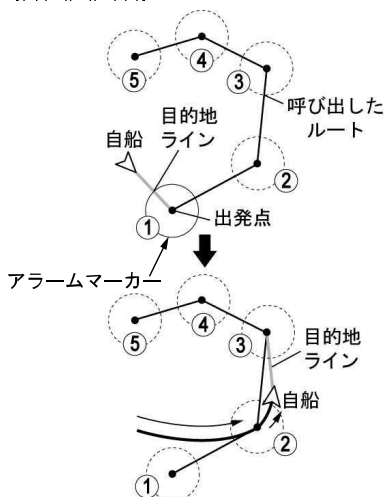 ④
⑤
③
呼び出した
ルート
目的地
ライン
自船
②
①
出発点
アラームマーカー
④
⑤
③
目的地
ライン
自船
②
①